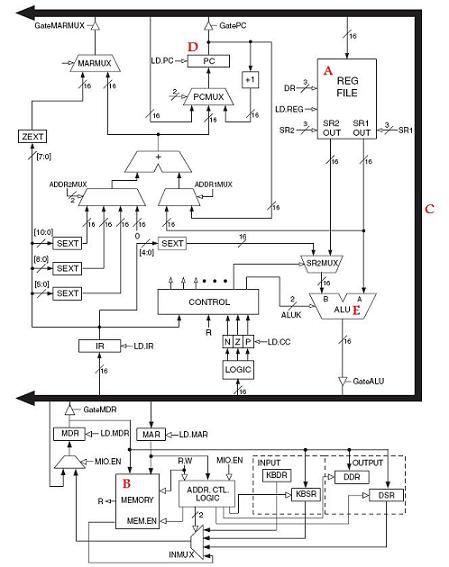 GateMARMUX
GatePC
16
D
LD.PC
PC
MARMUX
+1
A
REG
FILE
DR
3
LD.REG
SR2
3
SR2
OUT
SR1
OUT
3
SR1
16
16
2
PCMUX
16
16
16
16
ZEXT
[7:0]
+
16
16
ADDR2MUX
2
ADDR1MUX
C
16
16
16
16
0
16
16
[10:0]
SEXT
[4:0]
SEXT
16
[8:0]
SEXT
SR2MUX
[5:0]
SEXT
16
CONTROL
2
ALUK
B
A
ALU
E
R
IR
LD.IR
N
Z
P
LD.CC
LOGIC
16
16
16
GateALU
GateMDR
MDR
LD.MDR
MAR
LD.MAR
MIO.EN
R.W
MIO.EN
INPUT
OUTPUT
KBDR
DDR
B
R
MEMORY
ADDR. CTL.
LOGIC
KBSR
DSR
MEM.EN
2
INMUX